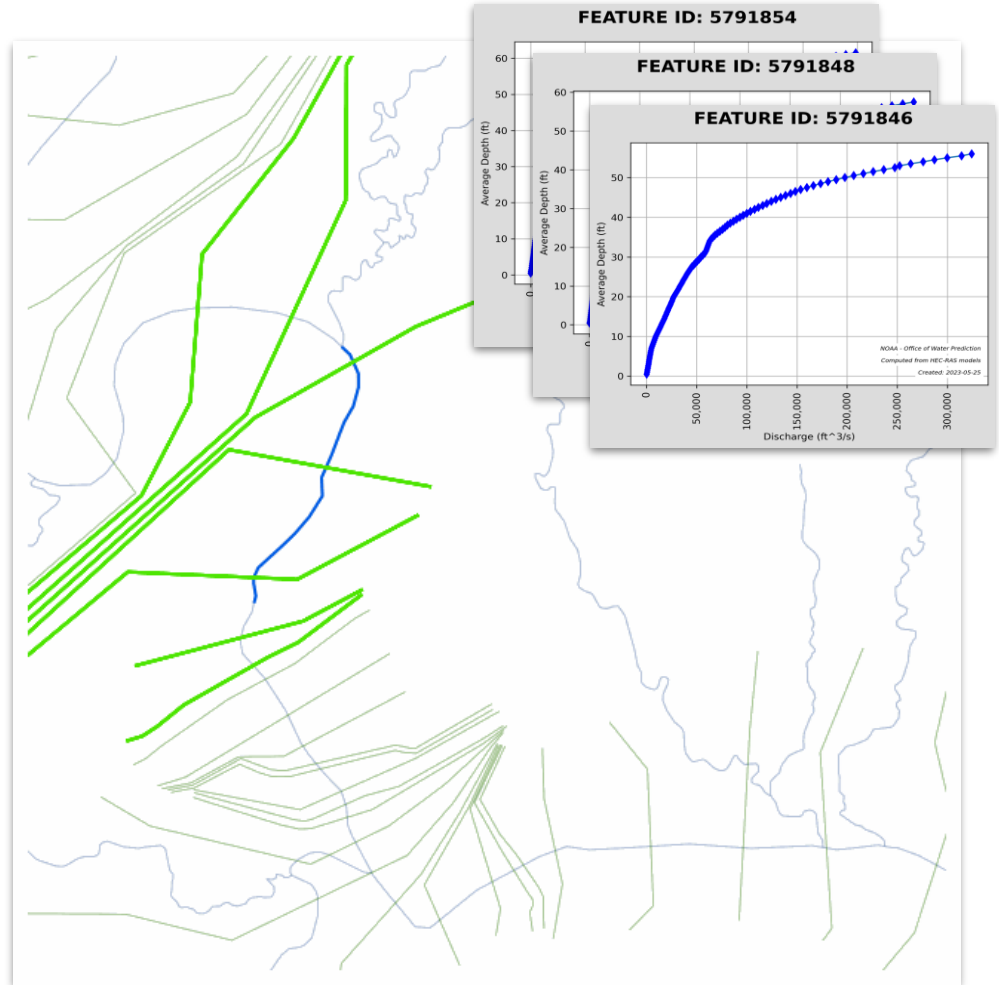 FEATURE ID: 5791854
60
50
40
30
20
10
0
Average Depth (ft)
0
FEATURE ID: 5791848
60
50
40
30
20
10
0
Average Depth (ft)
0
FEATURE ID: 5791846
50
40
30
20
10
0
Average Depth (ft)
NOAA - Office of Water Prediction
Computed from HEC-RAS models
Created: 2023-05-25
0
50,000
100,000
150,000
200,000
250,000
300,000
Discharge (ft^3/s)